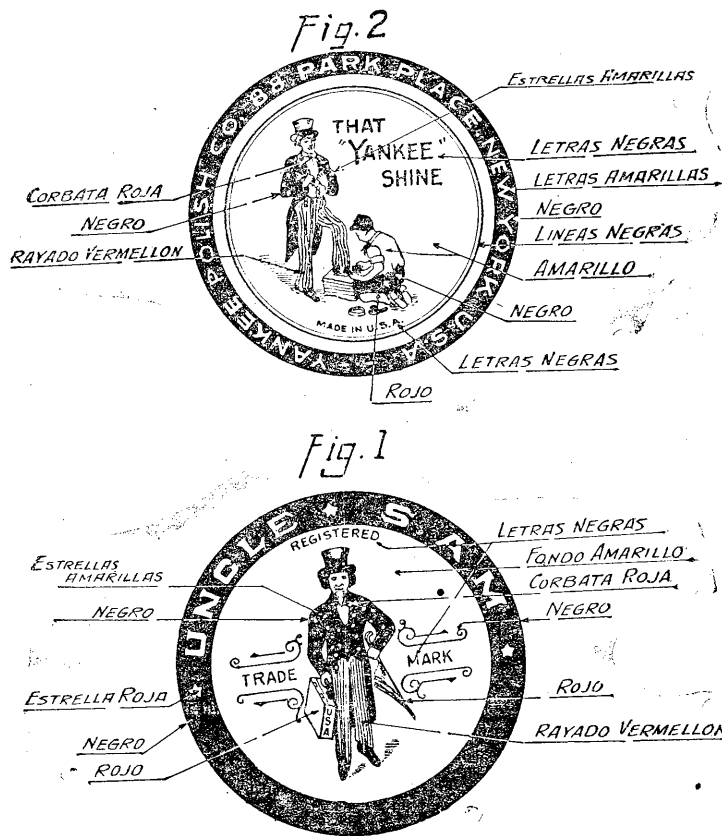 Fig. 2
YANKEE POLISH CO. 88 PARK PLACE NEW YORK U.S.A.
THAT
"YANKEE"
SHINE
MADE IN U.S.A.
ESTRELLAS AMARILLAS
LETRAS NEGRAS
CORBATA ROJA
LETRAS AMARILLAS
NEGRO
NEGRO
LINEAS NEGRAS
RAYADO VERMELLON
AMARILLO
NEGRO
LETRAS NEGRAS
ROJO
Fig. 1
UNCLE SAM
REGISTERED
LETRAS NEGRAS
FONDO AMARILLO
ESTRELLAS
AMARILLAS
CORBATA ROJA
NEGRO
NEGRO
TRADE MARK
USA
ESTRELLA ROJA
ROJO
NEGRO
RAYADO VERMELLON
ROJO